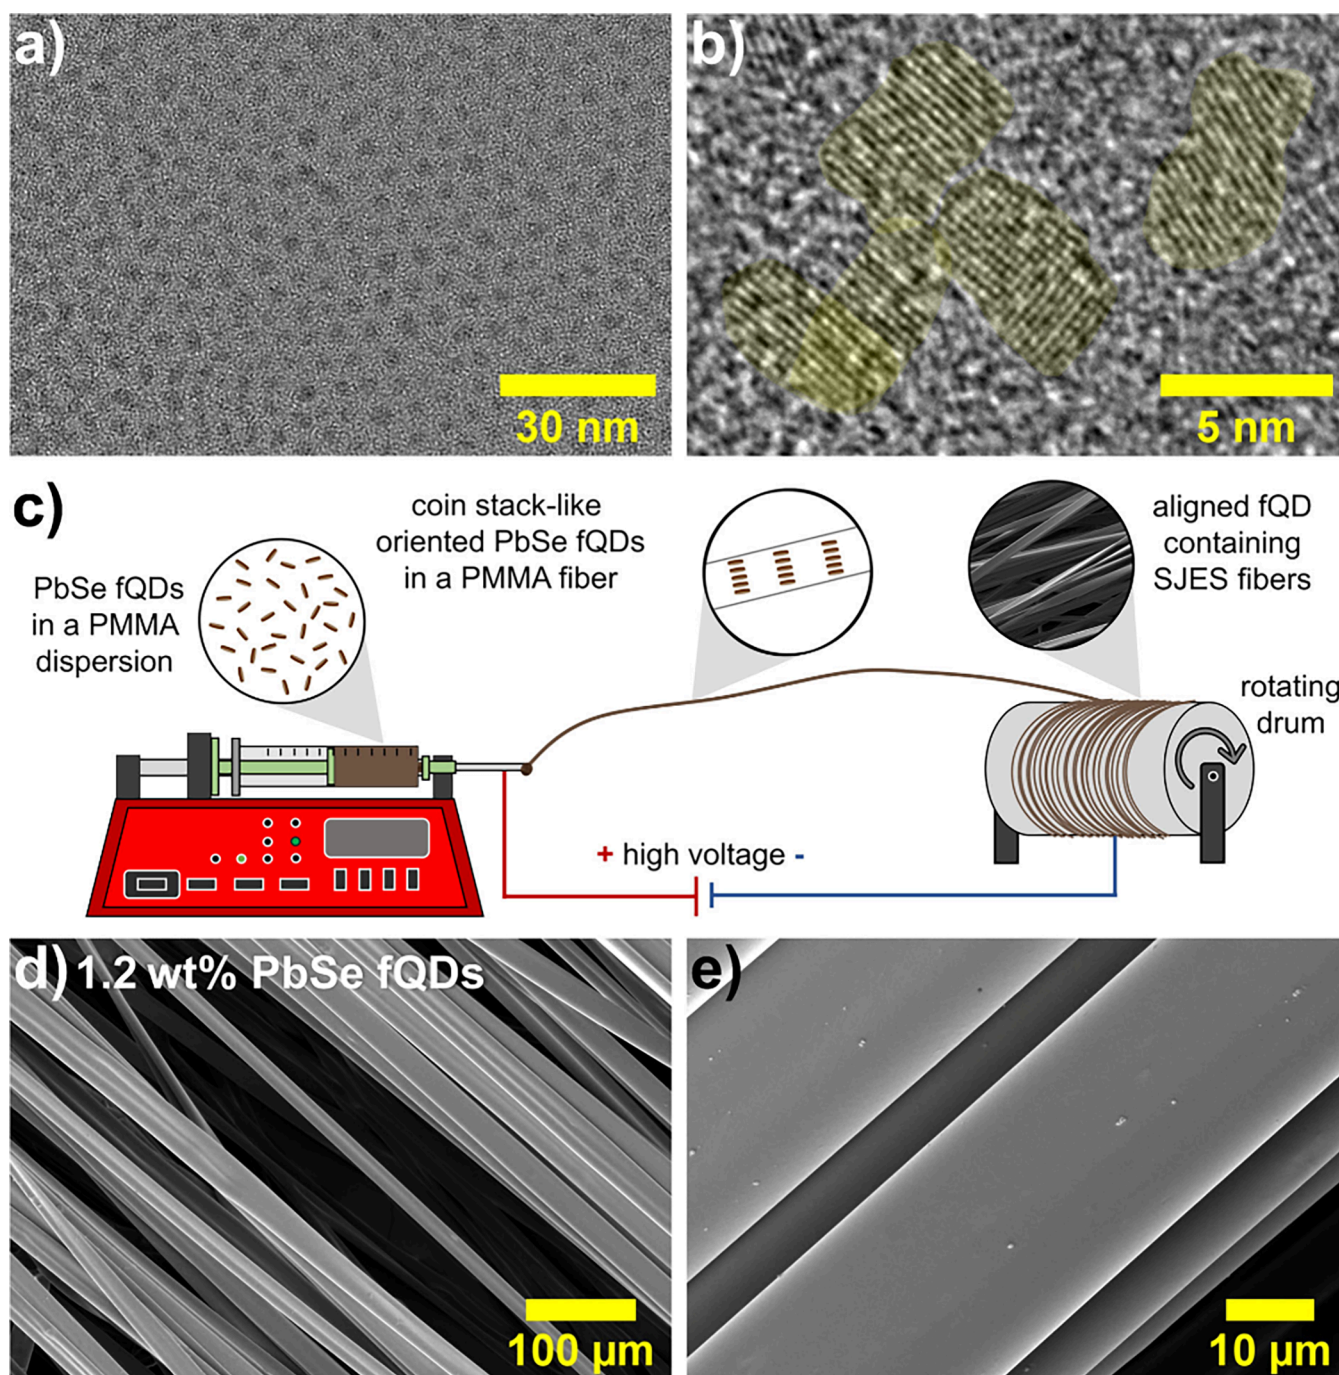 a)
30 nm
b)
5 nm
c)
PbSe fQDs
in a PMMA
dispersion
coin stack-like
oriented PbSe fQDs
in a PMMA fiber
aligned fQD
containing
SJES fibers
rotating
drum
+ high voltage -
d) 1.2 wt% PbSe fQDs
100 µm
e)
10 µm